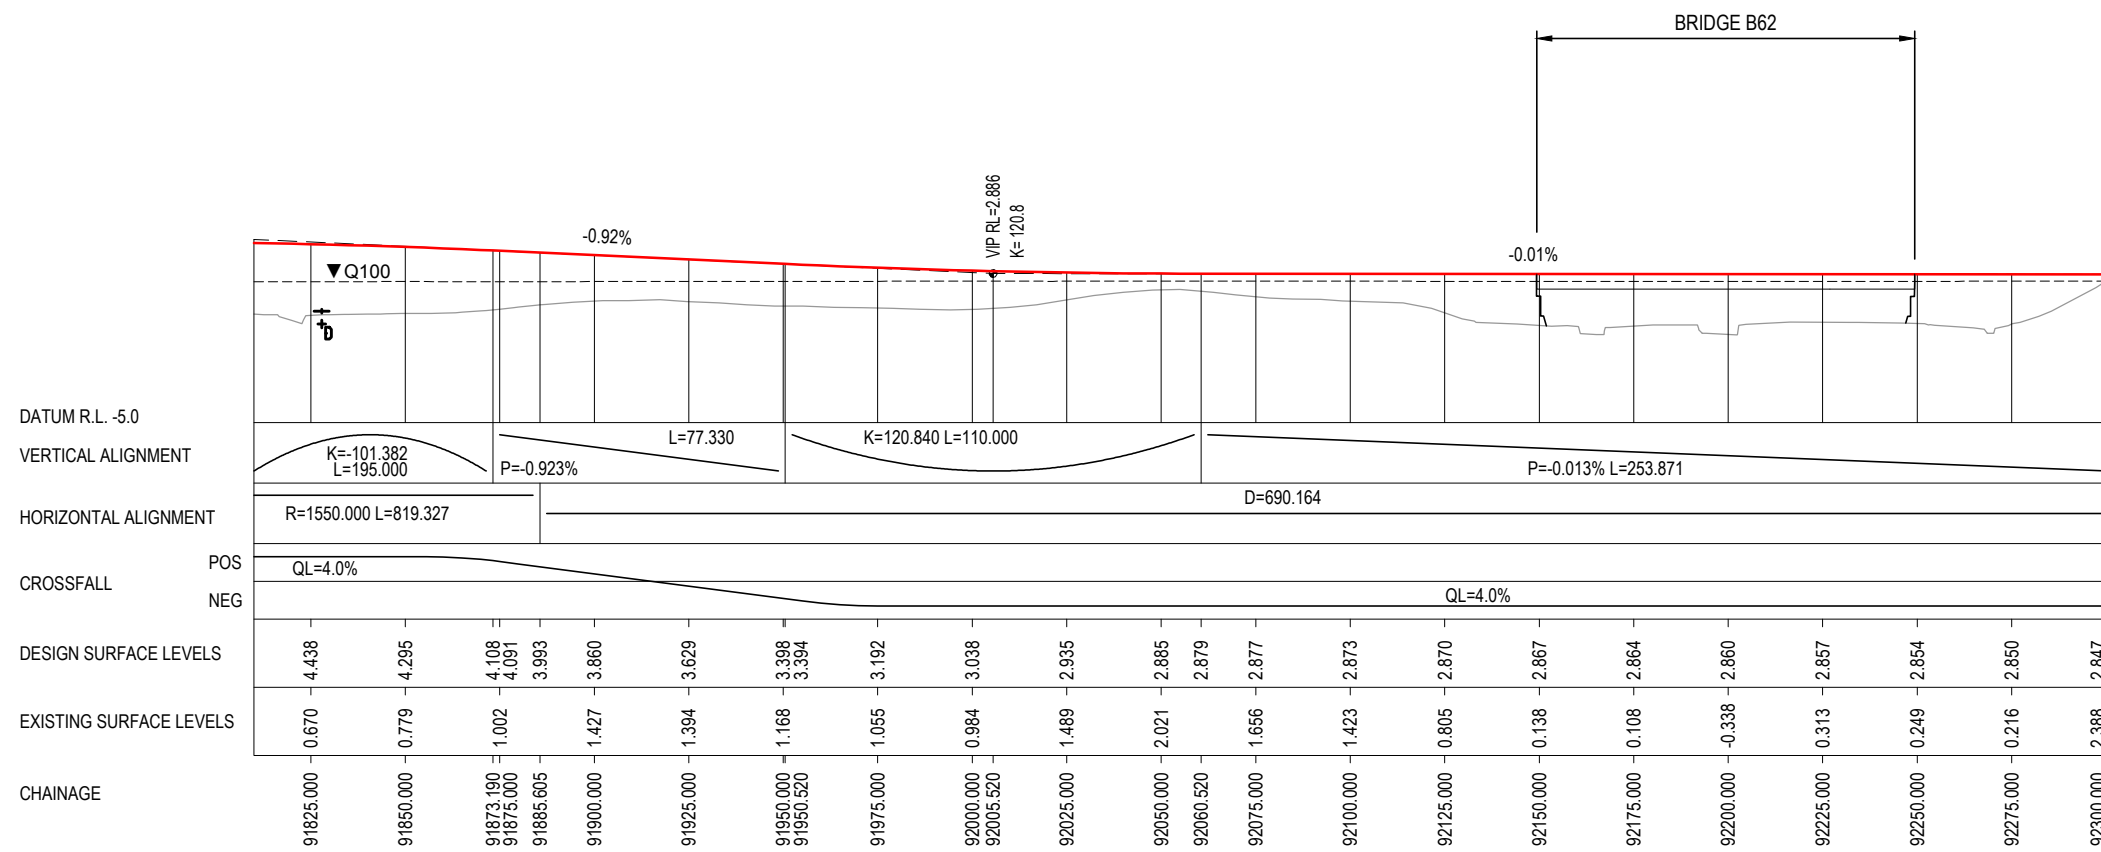 BRIDGE B62
VIP RL=2.886
K= 120.8
-0.92%
-0.01%
Q100
D
DATUM R.L. -5.0
VERTICAL ALIGNMENT
K=-101.382
L=195.000
P=-0.923%
L=77.330
K=120.840 L=110.000
P=-0.013% L=253.871
HORIZONTAL ALIGNMENT
R=1550.000 L=819.327
D=690.164
CROSSFALL
POS
NEG
QL=4.0%
QL=4.0%
DESIGN SURFACE LEVELS
4.438 4.295 4.108 4.091 3.993 3.860 3.629 3.398 3.394 3.192 3.038 2.935 2.885 2.879 2.877 2.873 2.870 2.867 2.864 2.860 2.857 2.854 2.850 2.847
EXISTING SURFACE LEVELS
0.670 0.779 1.002 1.427 1.394 1.168 1.055 0.984 1.489 2.021 1.656 1.423 0.805 0.138 0.108 -0.338 0.313 0.249 0.216 2.388
CHAINAGE
91825.000 91850.000 91873.190 91875.000 91885.605 91900.000 91925.000 91950.000 91950.520 91975.000 92000.000 92005.520 92025.000 92050.000 92060.520 92075.000 92100.000 92125.000 92150.000 92175.000 92200.000 92225.000 92250.000 92275.000 92300.000